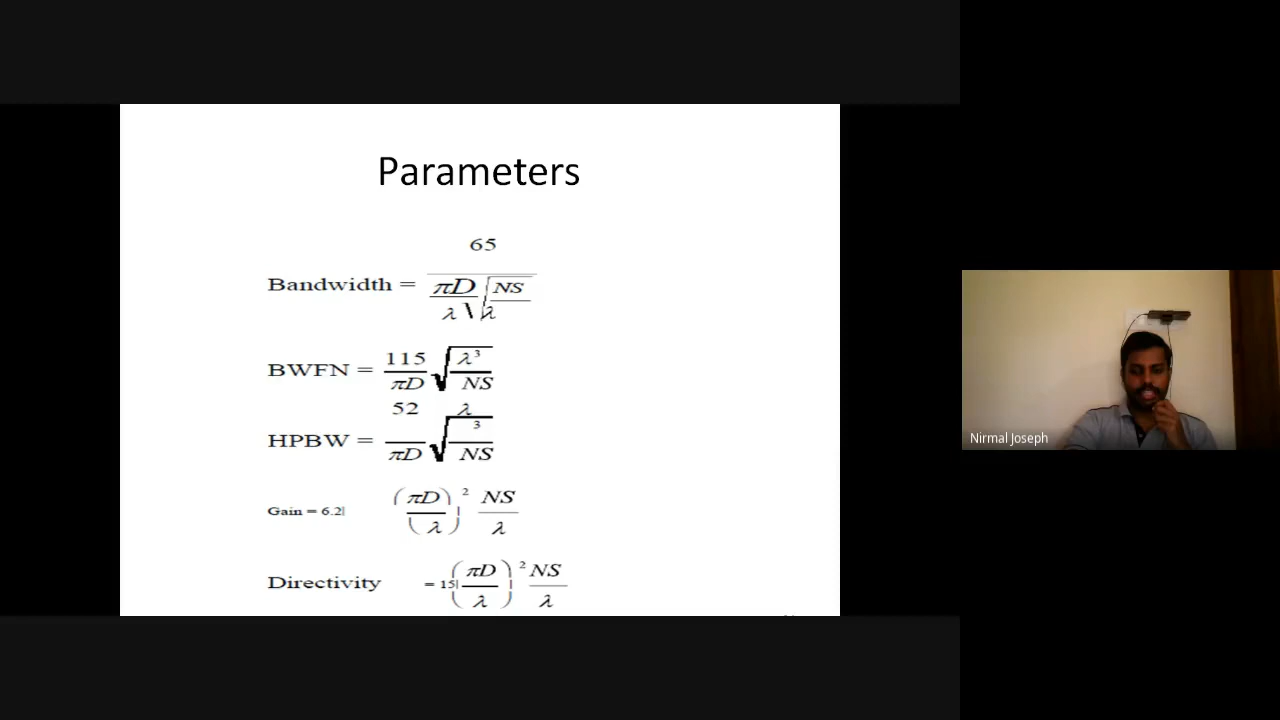 Parameters
Bandwidth = 65 / (πD/λ √(NS/λ))
BWFN = 115/πD √(λ³/NS)
HPBW = 52/πD √(λ³/NS)
Gain = 6.2 (πD/λ)² NS/λ
Directivity = 15 (πD/λ)² NS/λ
Nirmal Joseph